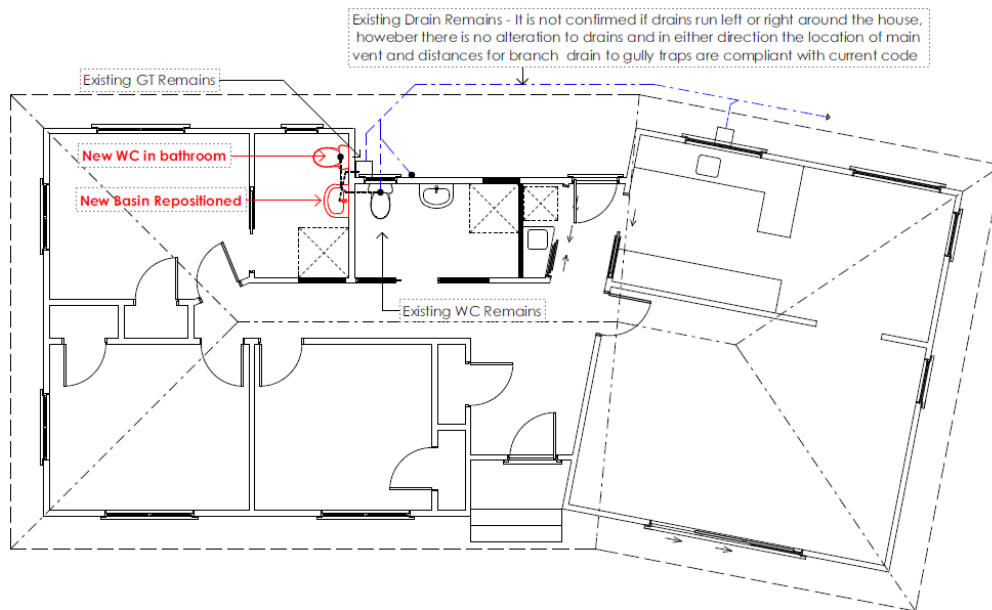 Existing Drain Remains - It is not confirmed if drains run left or right around the house,
howeber there is no alteration to drains and in either direction the location of main
vent and distances for branch drain to gully traps are compliant with current code
Existing GT Remains
New WC in bathroom
New Basin Repositioned
Existing WC Remains